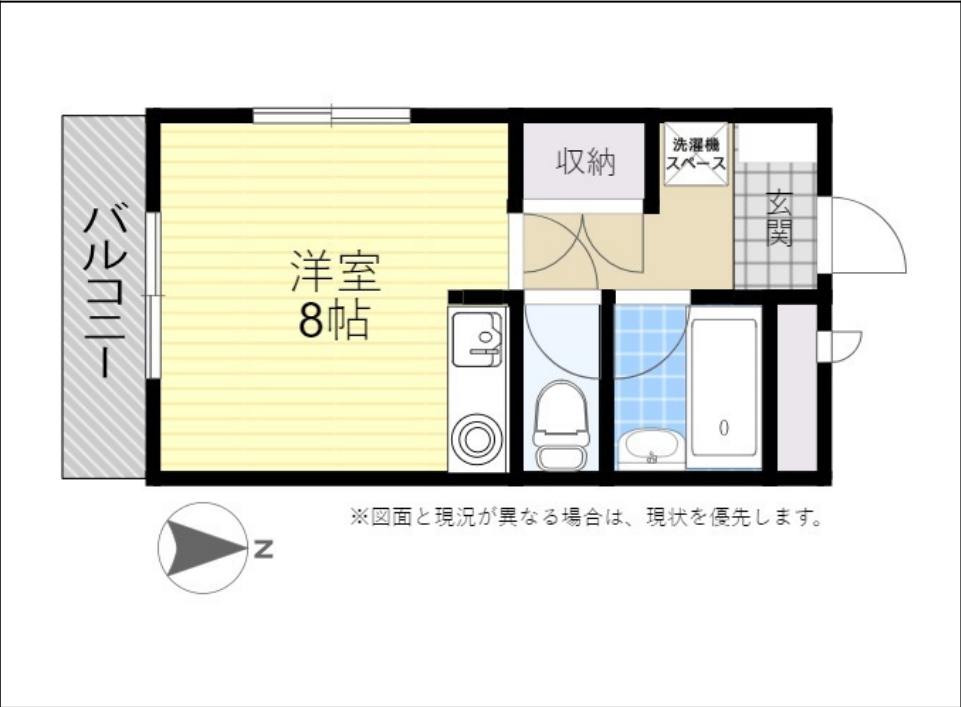 バルコニー
洋室
8帖
収納
洗濯機
スペース
玄関
※図面と現況が異なる場合は、現状を優先します。
N